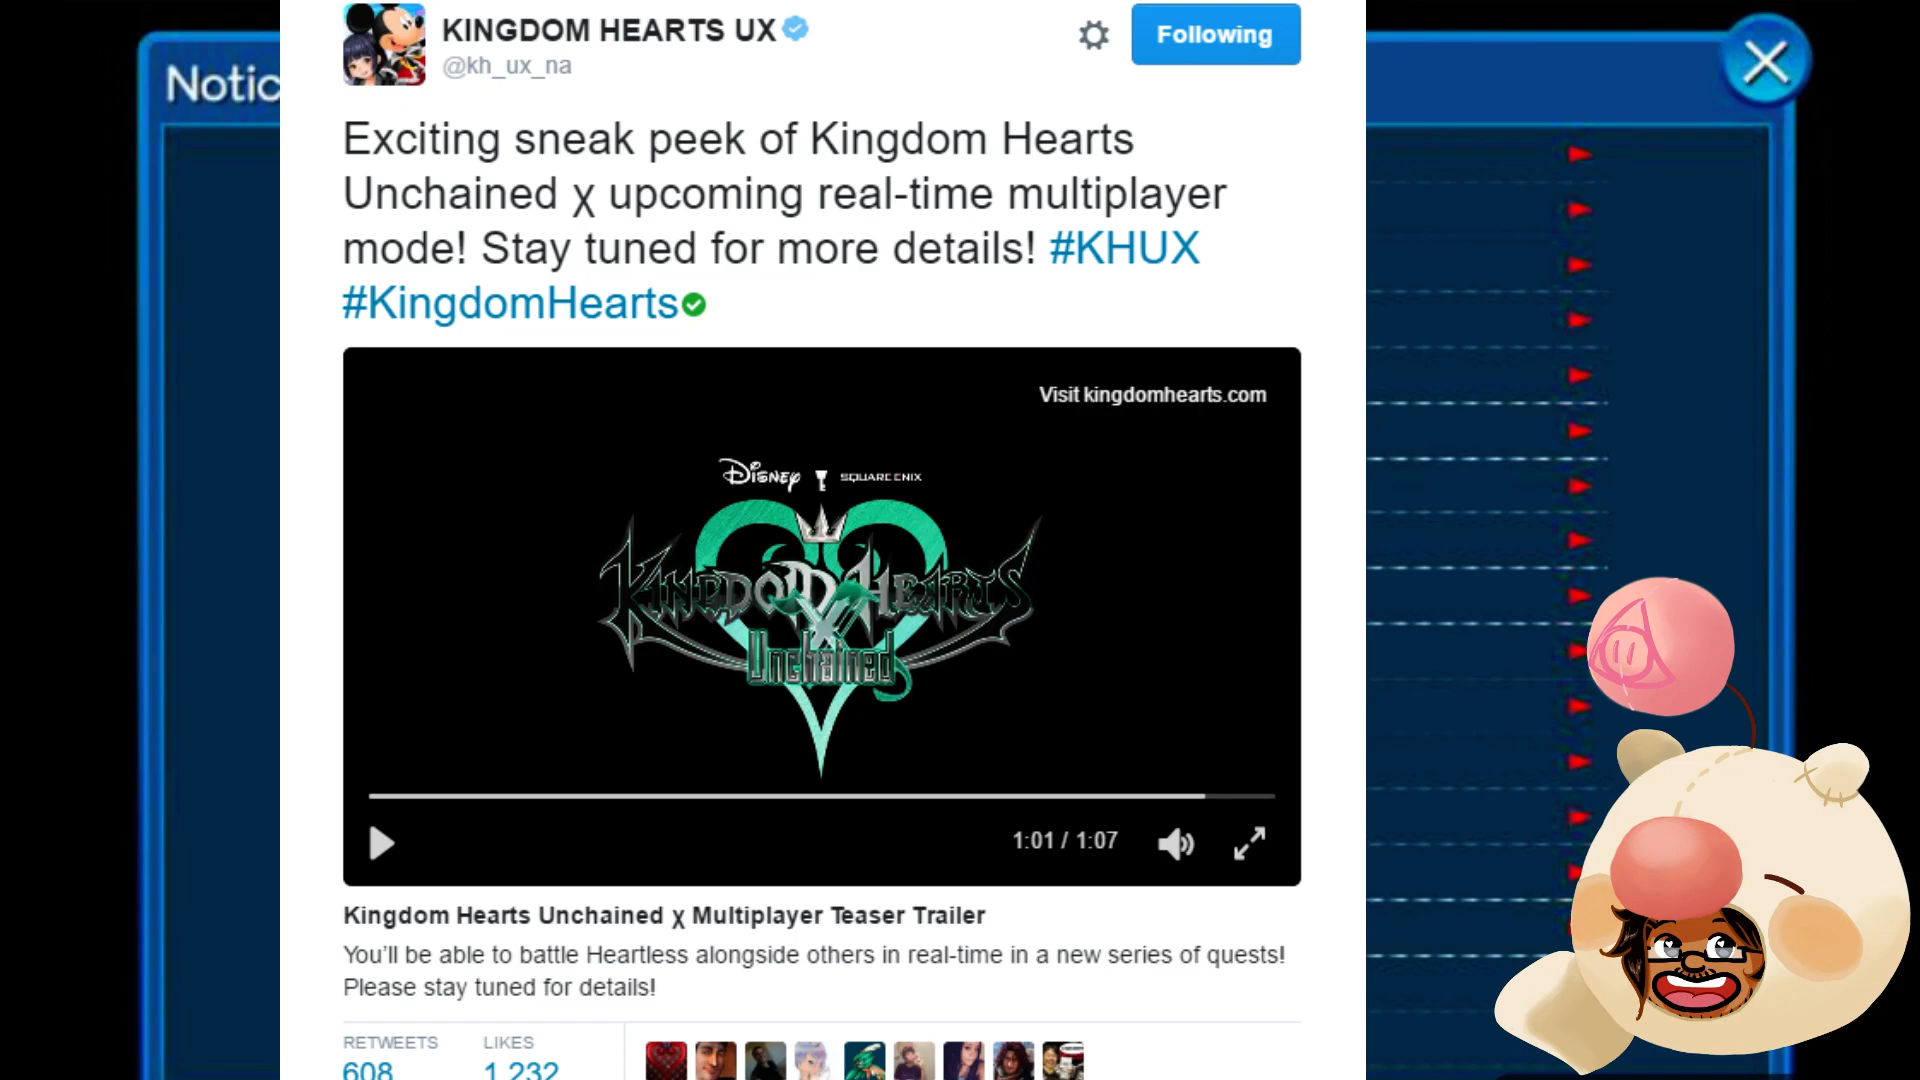 Notic
KINGDOM HEARTS UX
@kh_ux_na
Following
Exciting sneak peek of Kingdom Hearts
Unchained χ upcoming real-time multiplayer
mode! Stay tuned for more details! #KHUX
#KingdomHearts
Visit kingdomhearts.com
Disney SQUARE ENIX
KINGDOM HEARTS
Unchained χ
1:01 / 1:07
Kingdom Hearts Unchained χ Multiplayer Teaser Trailer
You’ll be able to battle Heartless alongside others in real-time in a new series of quests!
Please stay tuned for details!
RETWEETS LIKES
608 1,232